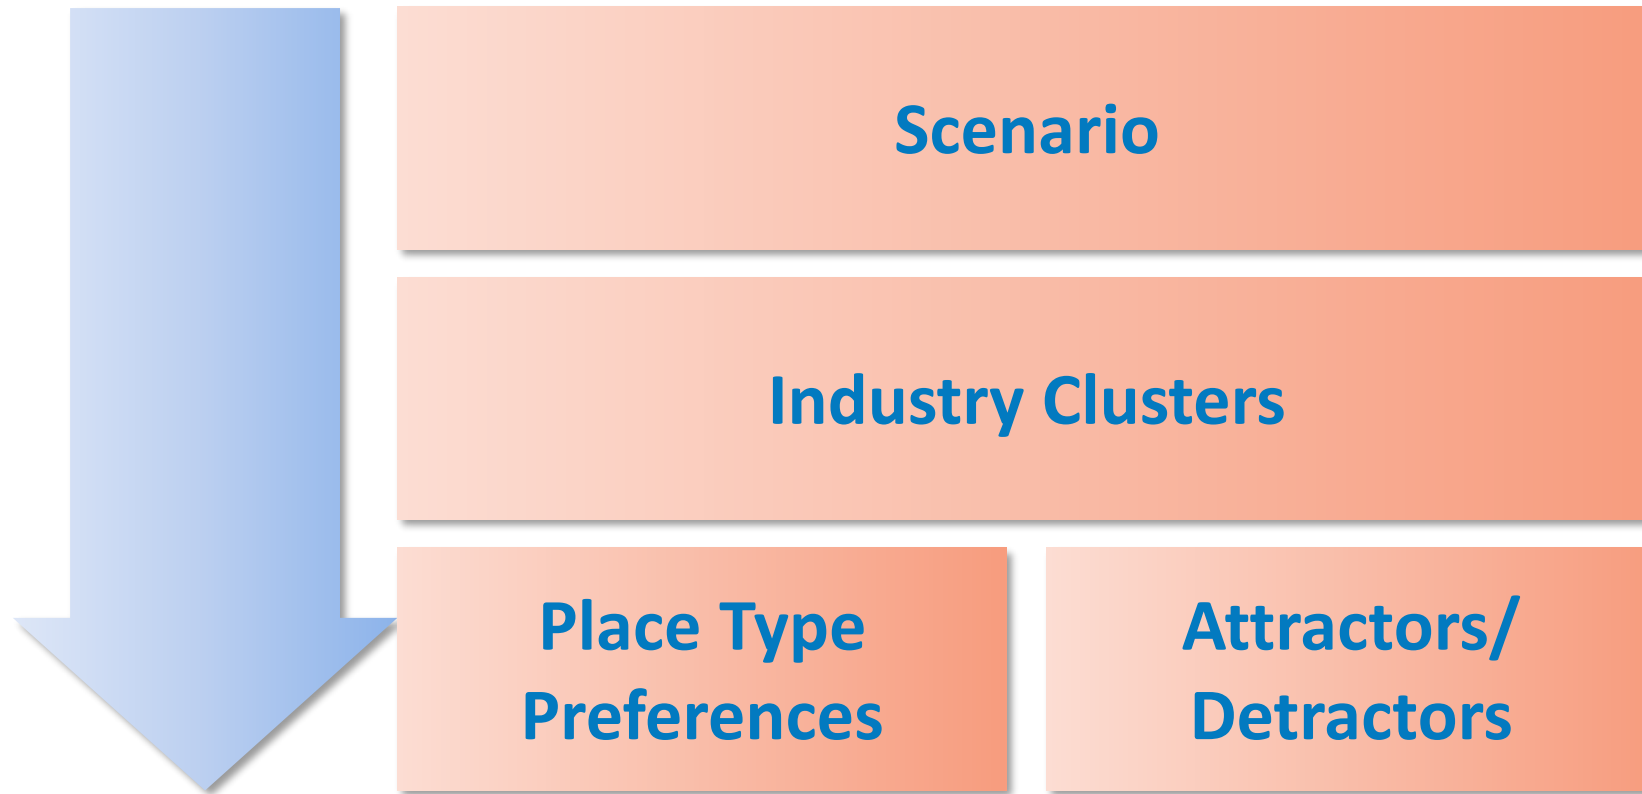 Scenario
Industry Clusters
Place Type
Preferences
Attractors/
Detractors